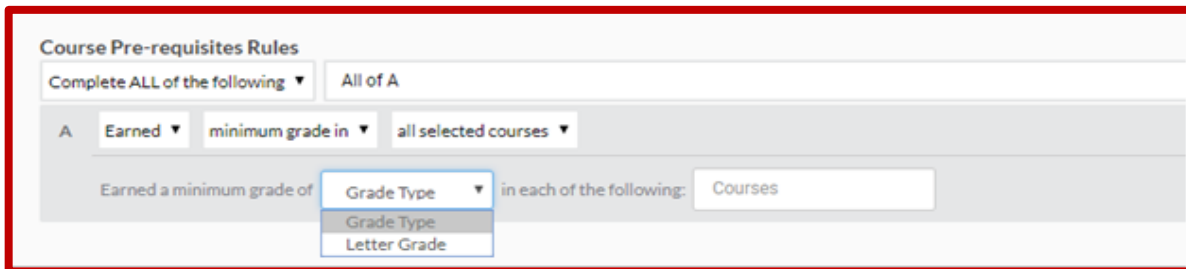 Course Pre-requisites Rules
Complete ALL of the following ▼ All of A
A Earned ▼ minimum grade in ▼ all selected courses ▼
Earned a minimum grade of Grade Type ▼ in each of the following: Courses
Grade Type
Letter Grade